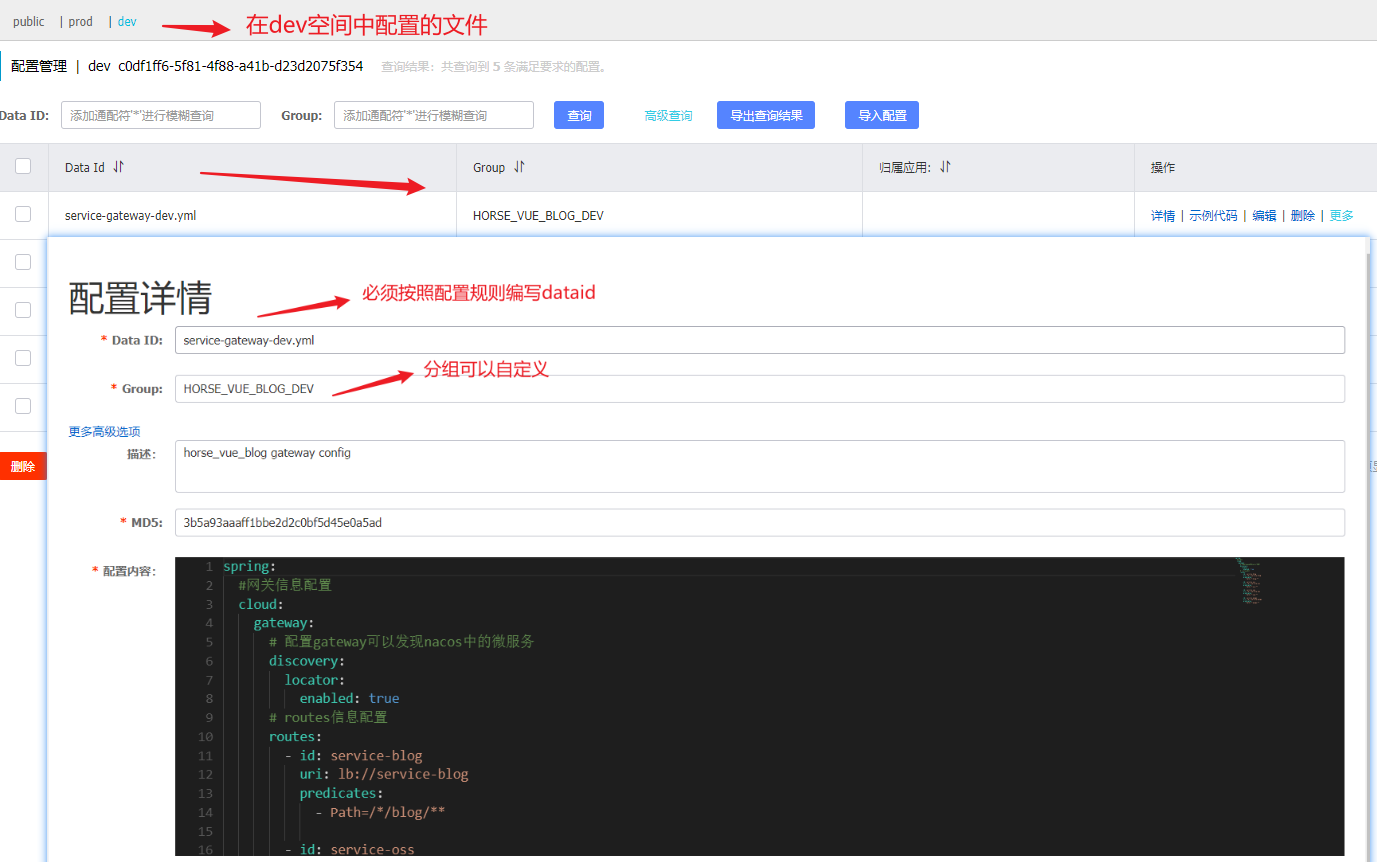 public | prod | dev
在dev空间中配置的文件
配置管理 | dev c0df1ff6-5f81-4f88-a41b-d23d2075f354 查询结果：共查询到 5 条满足要求的配置。
Data ID: 添加通配符'*'进行模糊查询 Group: 添加通配符'*'进行模糊查询 查询 高级查询 导出查询结果 导入配置
Data Id Group 归属应用: 操作
service-gateway-dev.yml HORSE_VUE_BLOG_DEV 详情 | 示例代码 | 编辑 | 删除 | 更多
配置详情
必须按照配置规则编写dataid
* Data ID: service-gateway-dev.yml
分组可以自定义
* Group: HORSE_VUE_BLOG_DEV
更多高级选项
描述: horse_vue_blog gateway config
删除
* MD5: 3b5a93aaaff1bbe2d2c0bf5d45e0a5ad
* 配置内容:
1 spring:
2 #网关信息配置
3 cloud:
4 gateway:
5 # 配置gateway可以发现nacos中的微服务
6 discovery:
7 locator:
8 enabled: true
9 # routes信息配置
10 routes:
11 - id: service-blog
12 uri: lb://service-blog
13 predicates:
14 - Path=/*/blog/**
15
16 - id: service-oss